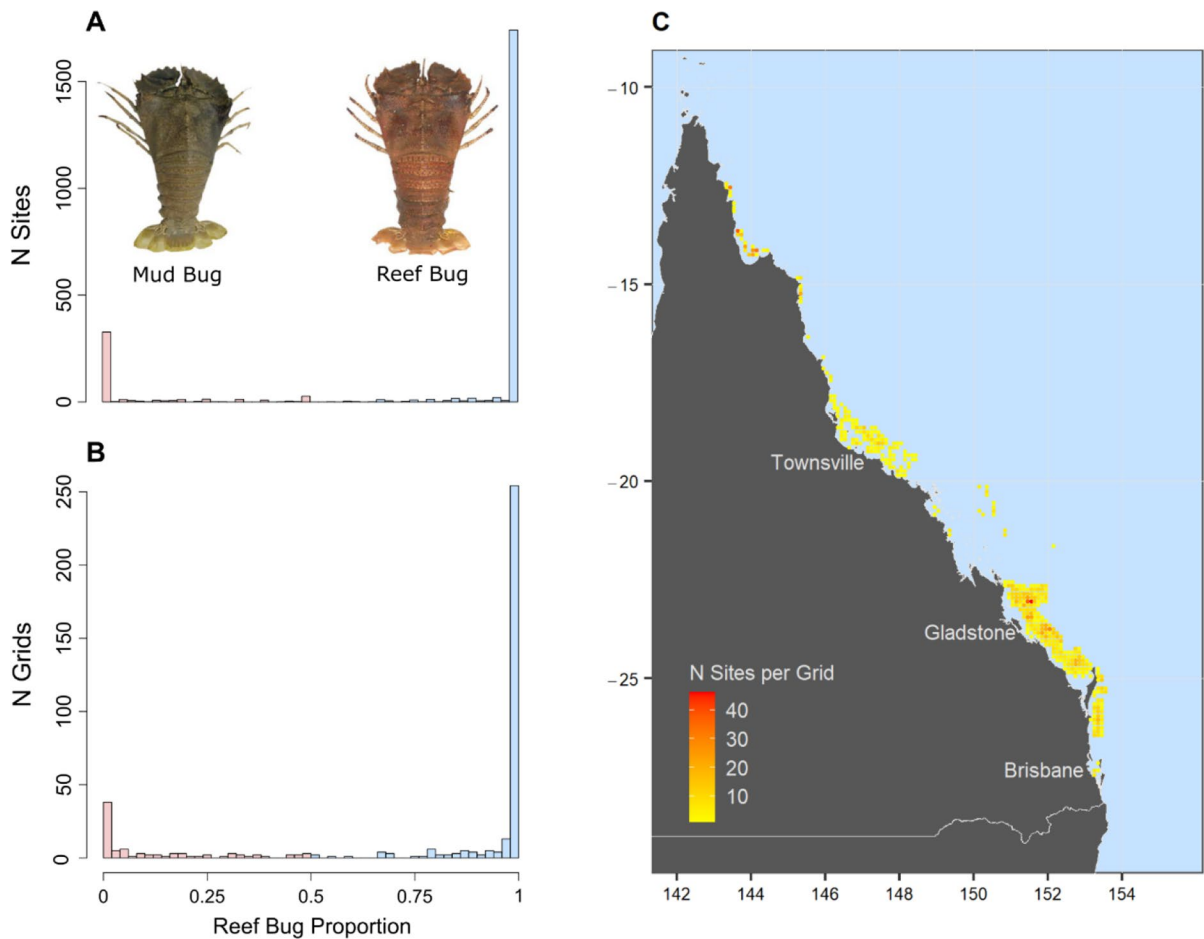 A
N Sites
1500
1000
500
0
Mud Bug
Reef Bug
B
N Grids
250
200
150
100
50
0
0
0.25
0.5
0.75
1
Reef Bug Proportion
C
−10
−15
−20
−25
Townsville
Gladstone
Brisbane
N Sites per Grid
40
30
20
10
142
144
146
148
150
152
154